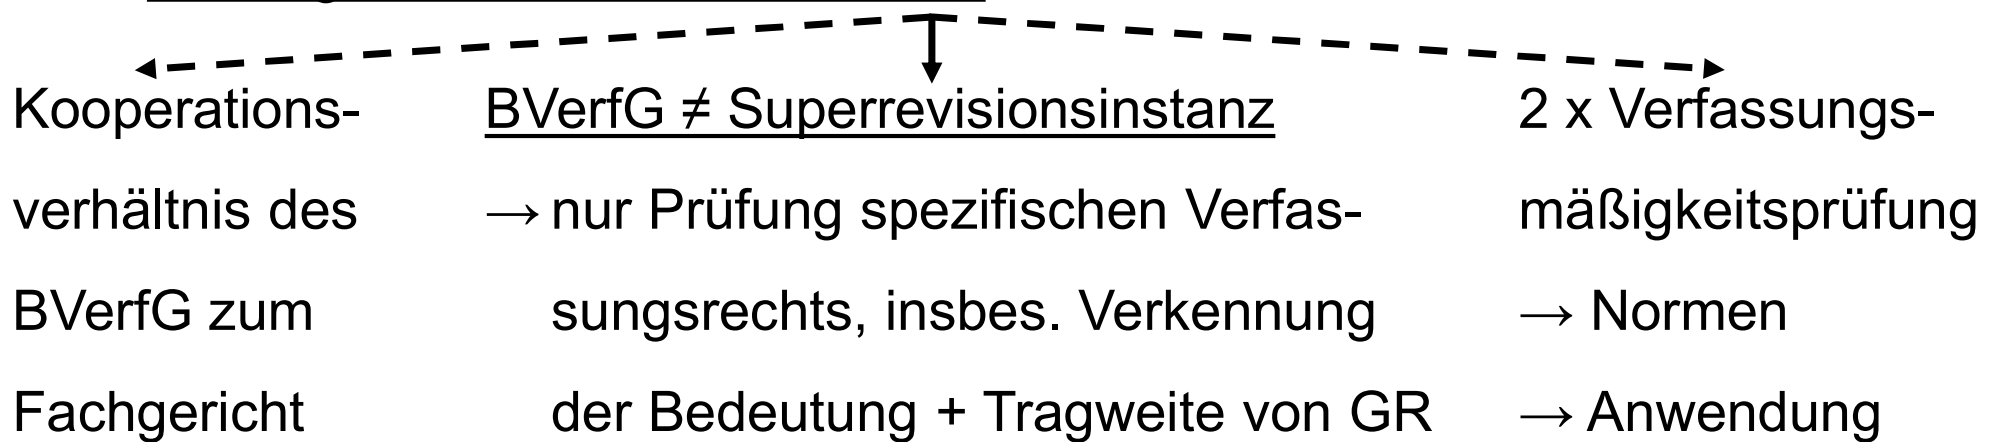 Kooperations-
verhältnis des
BVerfG zum
Fachgericht
BVerfG ≠ Superrevisionsinstanz
→ nur Prüfung spezifischen Verfas-
sungsrechts, insbes. Verkennung
der Bedeutung + Tragweite von GR
2 x Verfassungs-
mäßigkeitsprüfung
→ Normen
→ Anwendung